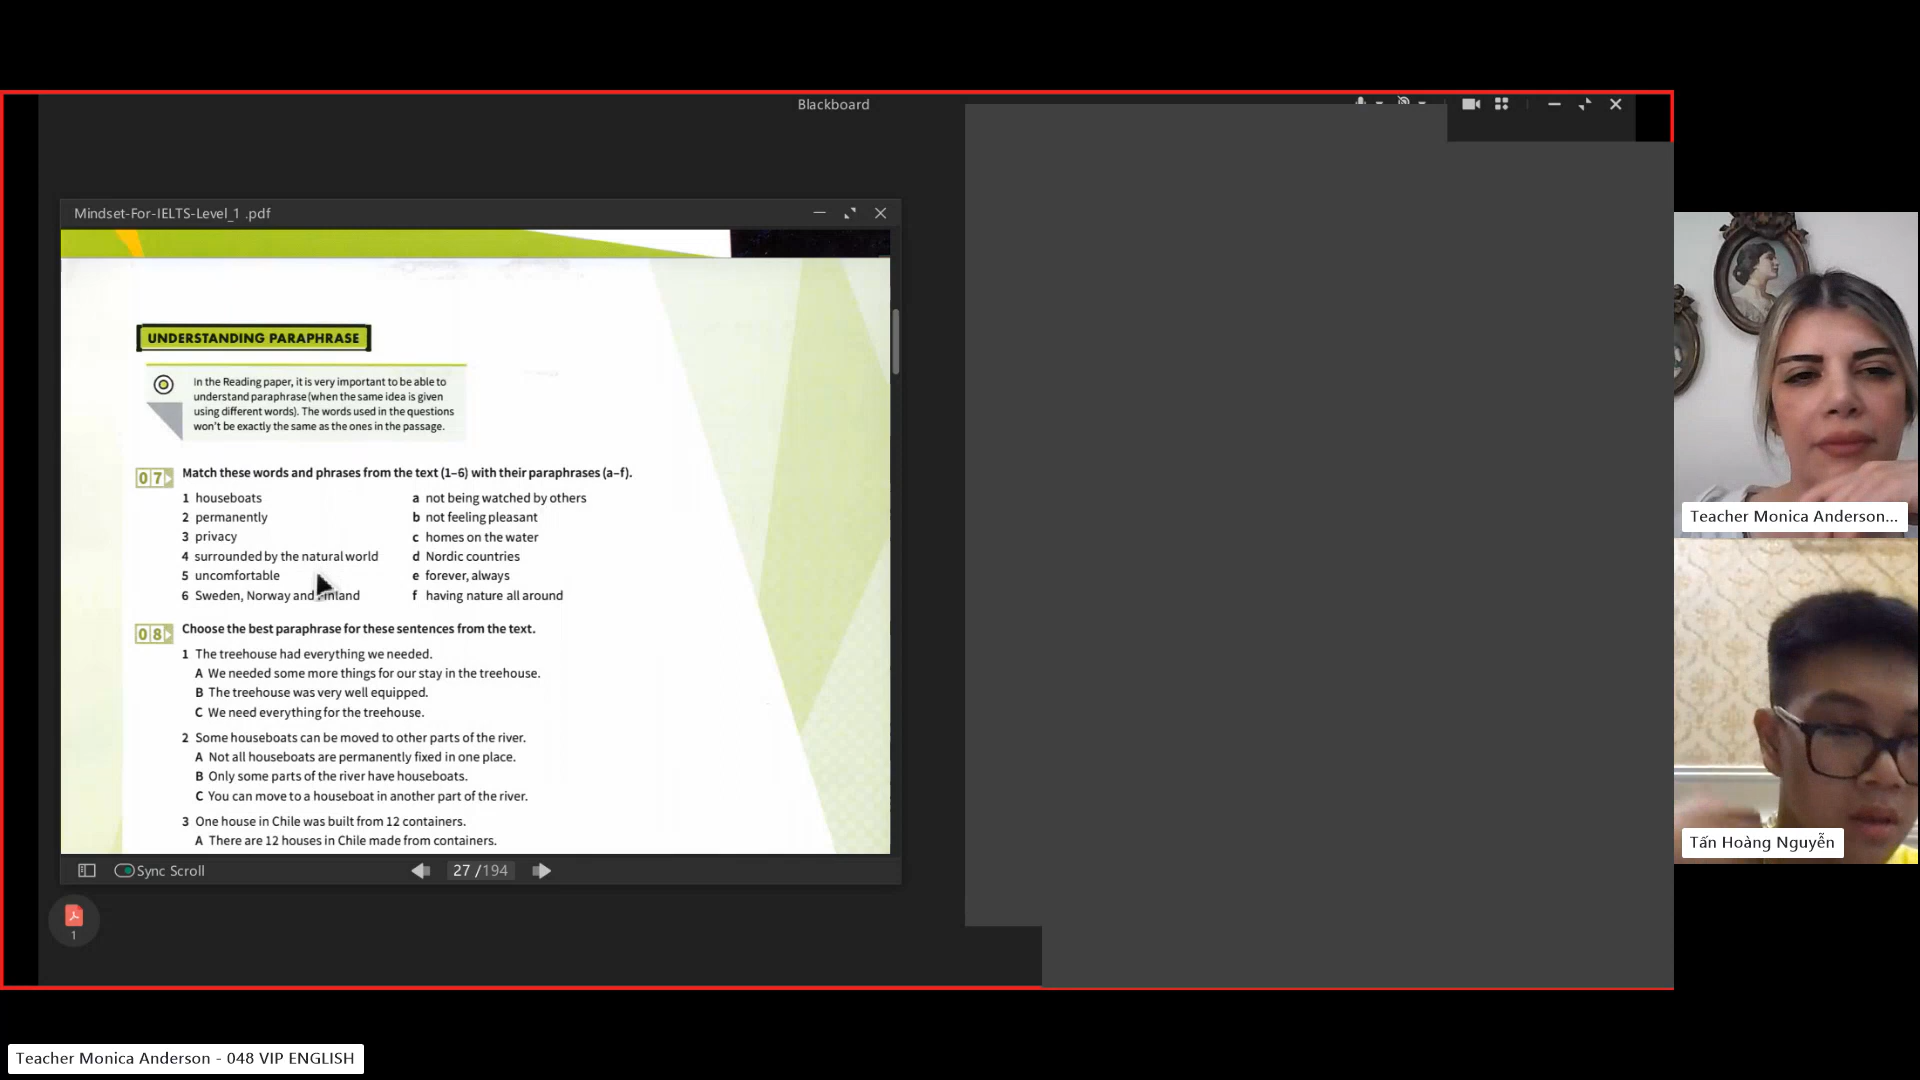 Blackboard
Mindset-For-IELTS-Level_1 .pdf
UNDERSTANDING PARAPHRASE
In the Reading paper, it is very important to be able to
understand paraphrase (when the same idea is given
using different words). The words used in the questions
won't be exactly the same as the ones in the passage.
07 Match these words and phrases from the text (1–6) with their paraphrases (a–f).
1 houseboats
2 permanently
3 privacy
4 surrounded by the natural world
5 uncomfortable
6 Sweden, Norway and Finland
a not being watched by others
b not feeling pleasant
c homes on the water
d Nordic countries
e forever, always
f having nature all around
08 Choose the best paraphrase for these sentences from the text.
1 The treehouse had everything we needed.
A We needed some more things for our stay in the treehouse.
B The treehouse was very well equipped.
C We need everything for the treehouse.
2 Some houseboats can be moved to other parts of the river.
A Not all houseboats are permanently fixed in one place.
B Only some parts of the river have houseboats.
C You can move to a houseboat in another part of the river.
3 One house in Chile was built from 12 containers.
A There are 12 houses in Chile made from containers.
Sync Scroll
27 /194
1
Teacher Monica Anderson...
Tấn Hoàng Nguyễn
Teacher Monica Anderson - 048 VIP ENGLISH